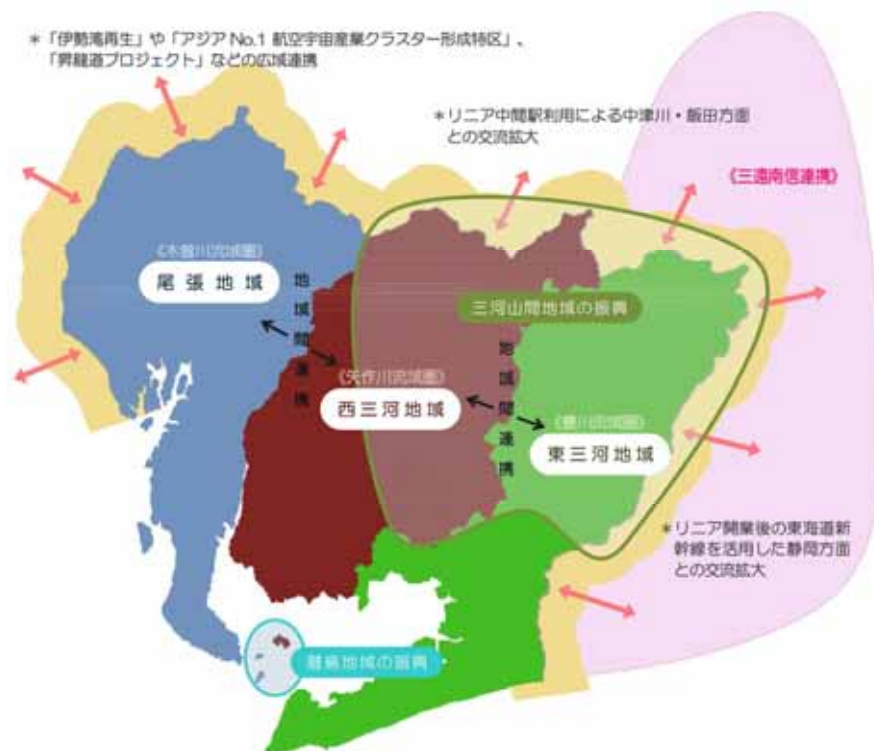 ＊「伊勢湾再生」や「アジア No.1 航空宇宙産業クラスター形成特区」、
「昇龍道プロジェクト」などの広域連携
＊リニア中間駅利用による中津川・飯田方面
との交流拡大
《三遠南信連携》
《木曽川流域圏》
尾張地域
地域間連携
三河山間地域の振興
《矢作川流域圏》
西三河地域
地域間連携
《豊川流域圏》
東三河地域
＊リニア開業後の東海道新
幹線を活用した静岡方面
との交流拡大
離島地域の振興